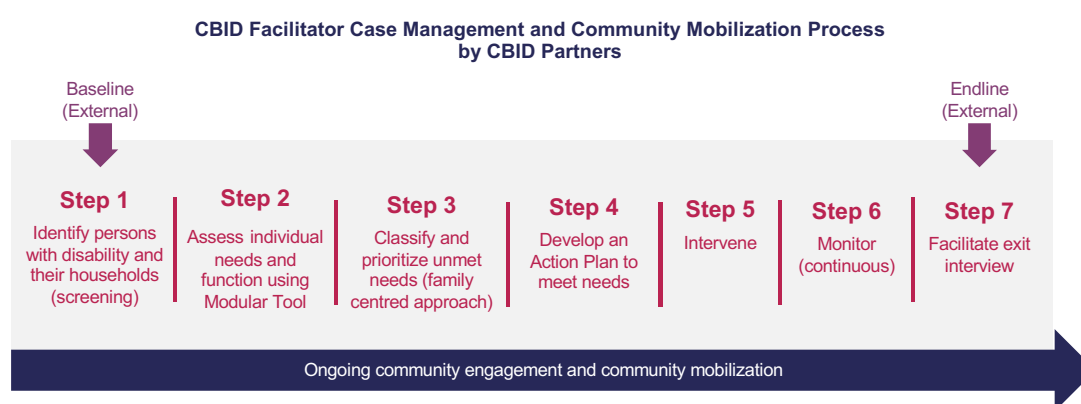 CBID Facilitator Case Management and Community Mobilization Process
by CBID Partners
Baseline
(External)
Endline
(External)
Step 1
Identify persons
with disability and
their households
(screening)
Step 2
Assess individual
needs and
function using
Modular Tool
Step 3
Classify and
prioritize unmet
needs (family
centred approach)
Step 4
Develop an
Action Plan to
meet needs
Step 5
Intervene
Step 6
Monitor
(continuous)
Step 7
Facilitate exit
interview
Ongoing community engagement and community mobilization